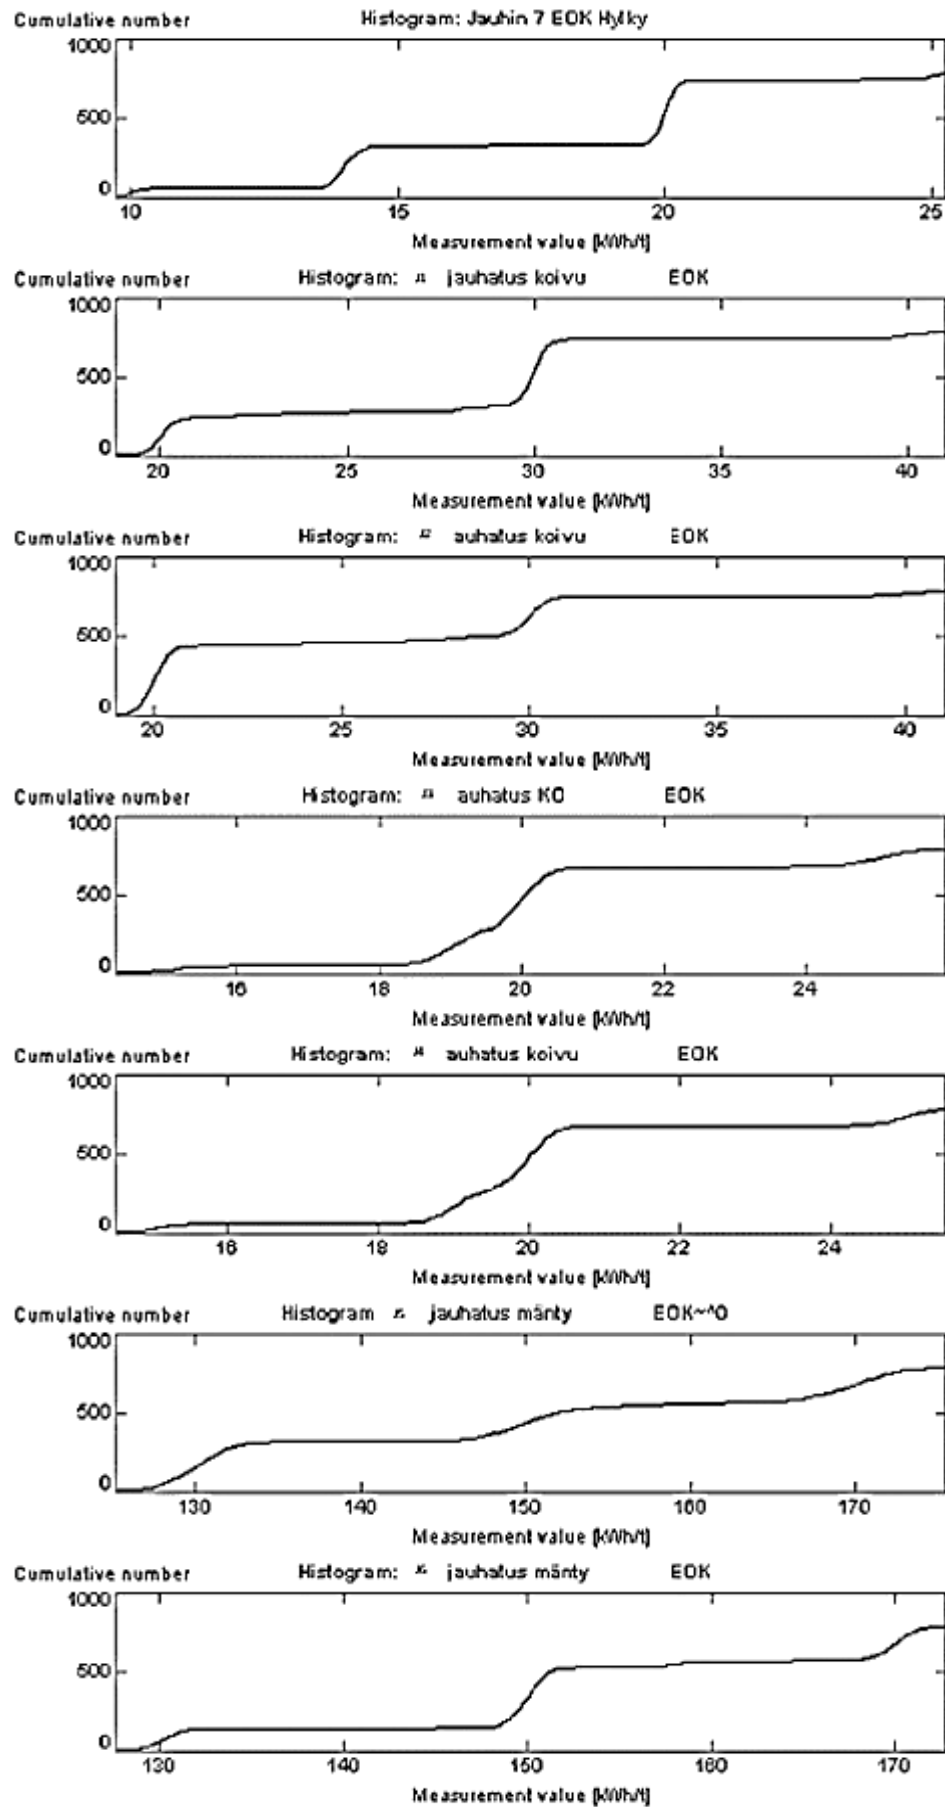 Cumulative number Histogram: Jauhin 7 EOK Hylky
1000
500
0
10 15 20 25
Measurement value [kWh/t]
Cumulative number Histogram: jauhatus koivu EOK
1000
500
0
20 25 30 35 40
Measurement value [kWh/t]
Cumulative number Histogram: auhatus koivu EOK
1000
500
0
20 25 30 35 40
Measurement value [kWh/t]
Cumulative number Histogram: auhatus KO EOK
1000
500
0
16 18 20 22 24
Measurement value [kWh/t]
Cumulative number Histogram: auhatus koivu EOK
1000
500
0
16 18 20 22 24
Measurement value [kWh/t]
Cumulative number Histogram jauhatus mänty EOK~^O
1000
500
0
130 140 150 160 170
Measurement value [kWh/t]
Cumulative number Histogram: jauhatus mänty EOK
1000
500
0
130 140 150 160 170
Measurement value [kWh/t]